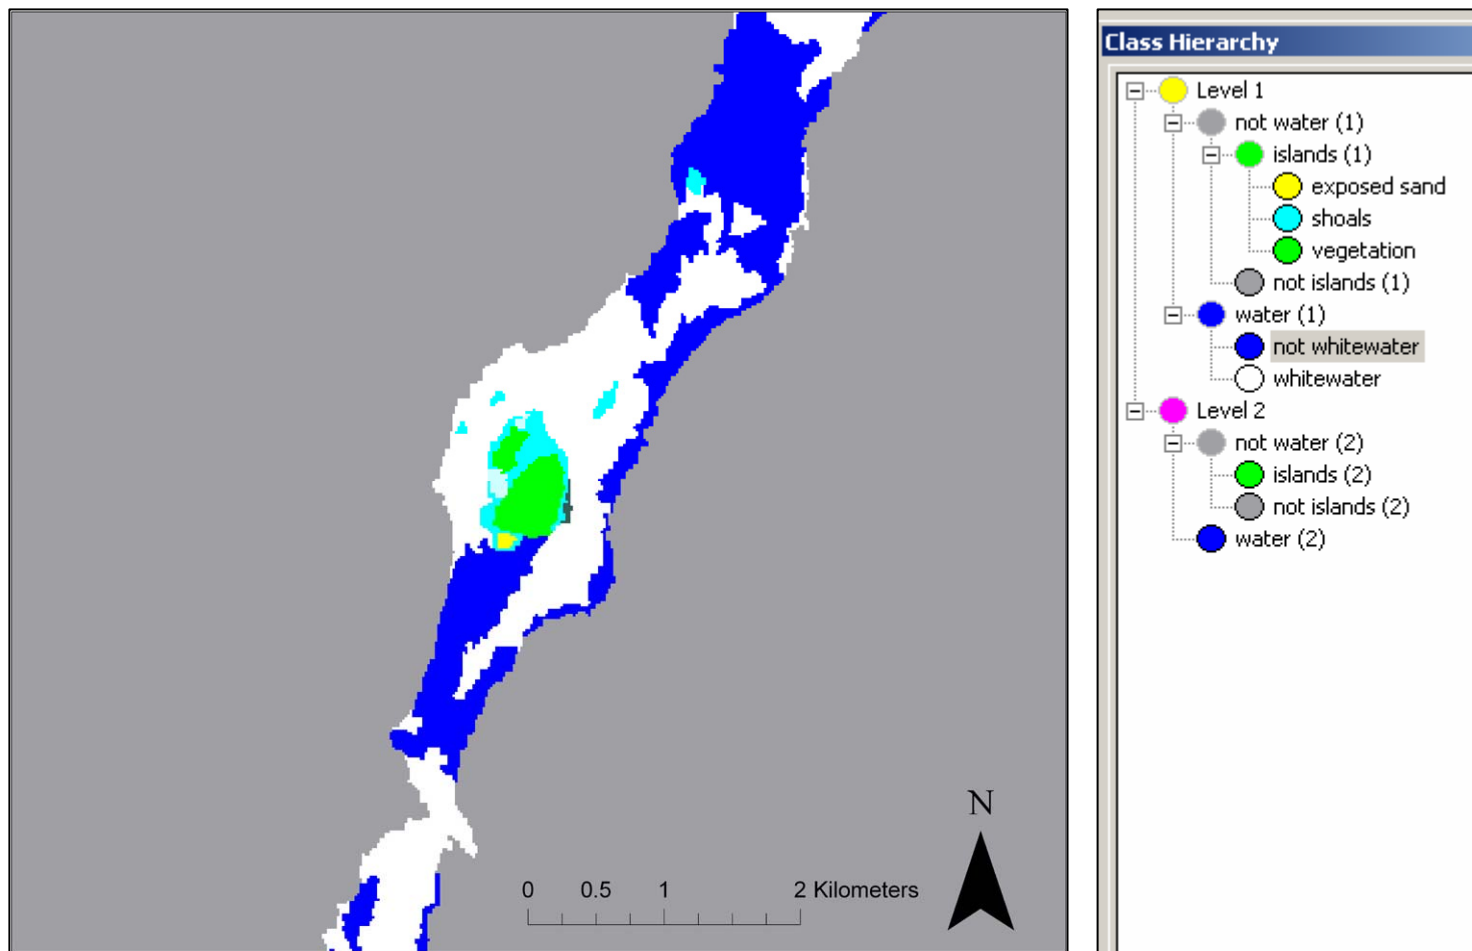 N
0 0.5 1 2 Kilometers
Class Hierarchy
Level 1
not water (1)
islands (1)
exposed sand
shoals
vegetation
not islands (1)
water (1)
not whitewater
whitewater
Level 2
not water (2)
islands (2)
not islands (2)
water (2)